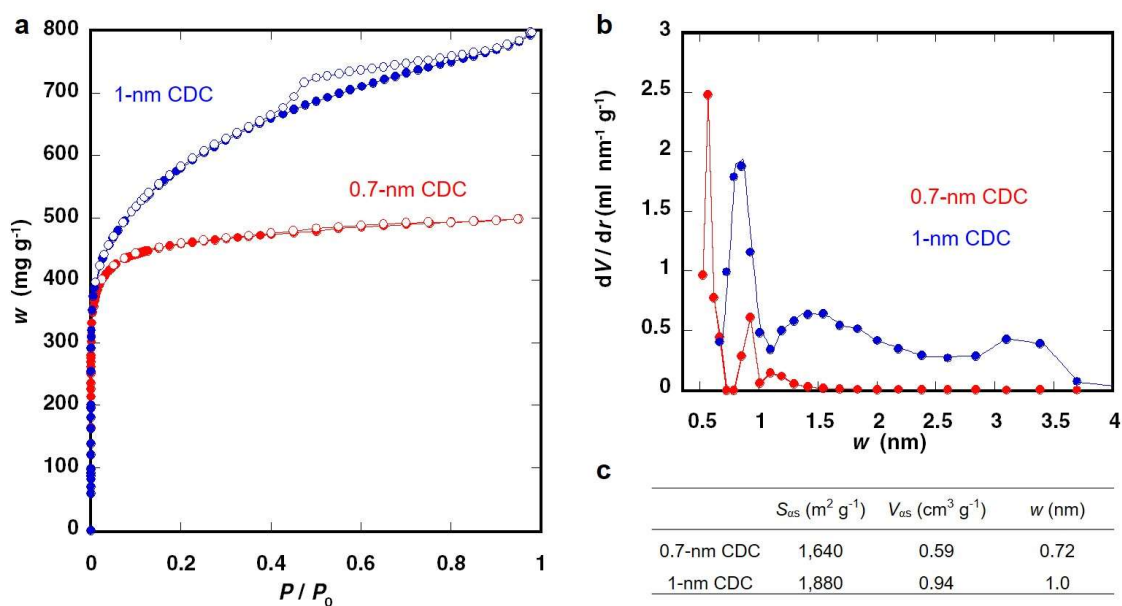 a
800
700
600
500
400
300
200
100
0
w (mg g-1)
1-nm CDC
0.7-nm CDC
0 0.2 0.4 0.6 0.8 1
P / P0
b
3
2.5
2
1.5
1
0.5
0
dV / dr (ml nm-1 g-1)
0.7-nm CDC
1-nm CDC
0.5 1 1.5 2 2.5 3 3.5 4
w (nm)
c
Sαs (m2 g-1) Vαs (cm3 g-1) w (nm)
0.7-nm CDC 1,640 0.59 0.72
1-nm CDC 1,880 0.94 1.0